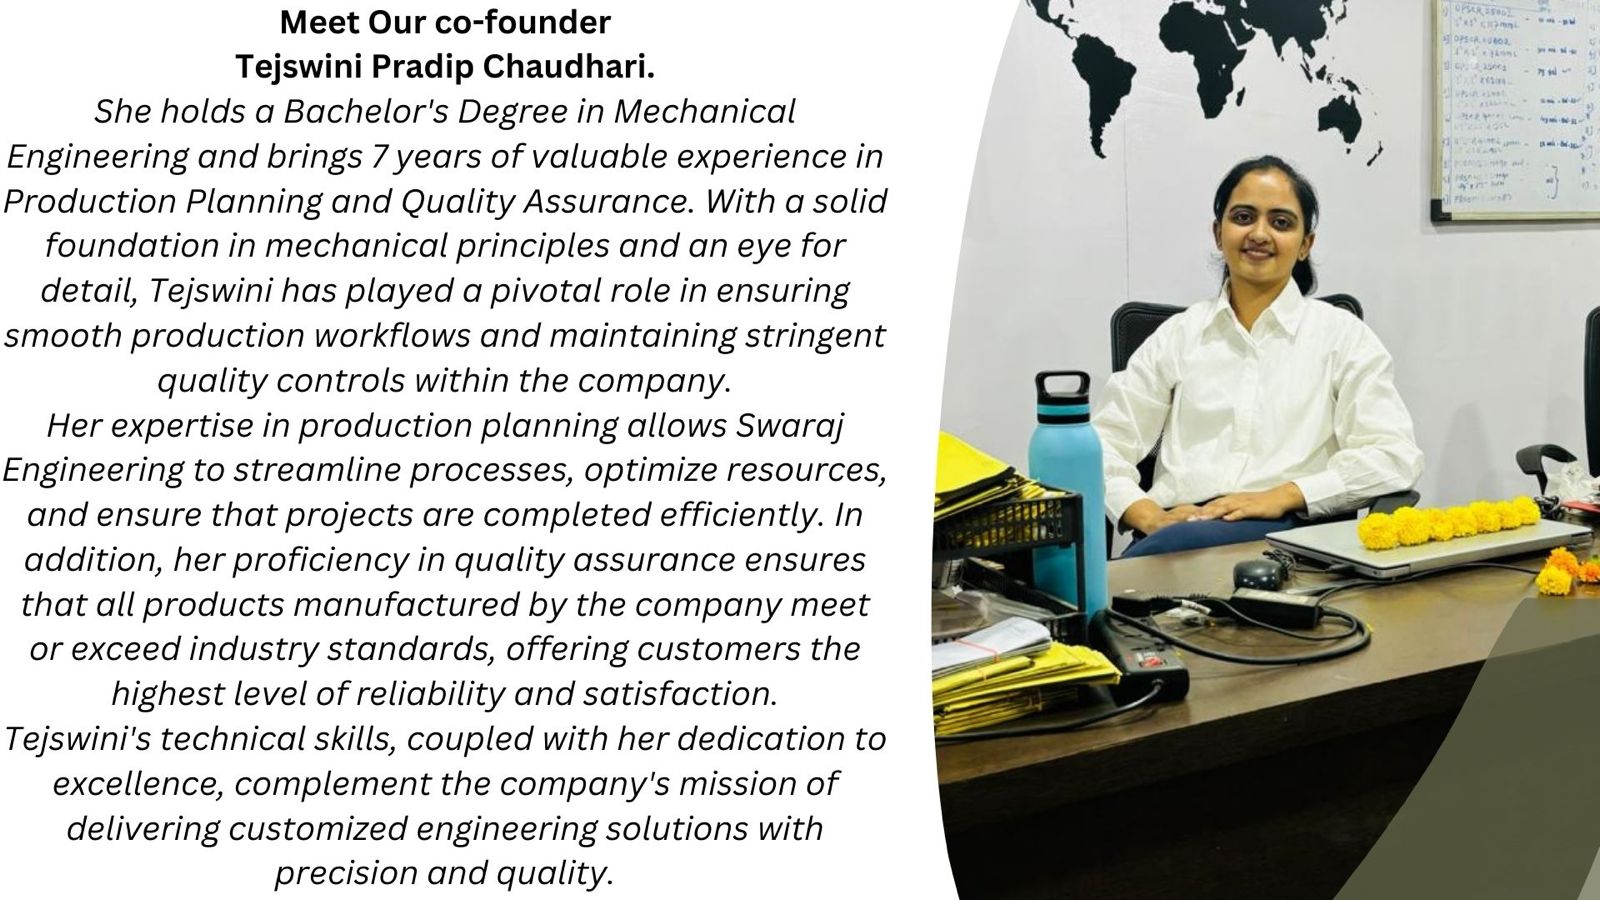 Meet Our co-founder
Tejswini Pradip Chaudhari.
She holds a Bachelor's Degree in Mechanical
Engineering and brings 7 years of valuable experience in
Production Planning and Quality Assurance. With a solid
foundation in mechanical principles and an eye for
detail, Tejswini has played a pivotal role in ensuring
smooth production workflows and maintaining stringent
quality controls within the company.
Her expertise in production planning allows Swaraj
Engineering to streamline processes, optimize resources,
and ensure that projects are completed efficiently. In
addition, her proficiency in quality assurance ensures
that all products manufactured by the company meet
or exceed industry standards, offering customers the
highest level of reliability and satisfaction.
Tejswini's technical skills, coupled with her dedication to
excellence, complement the company's mission of
delivering customized engineering solutions with
precision and quality.